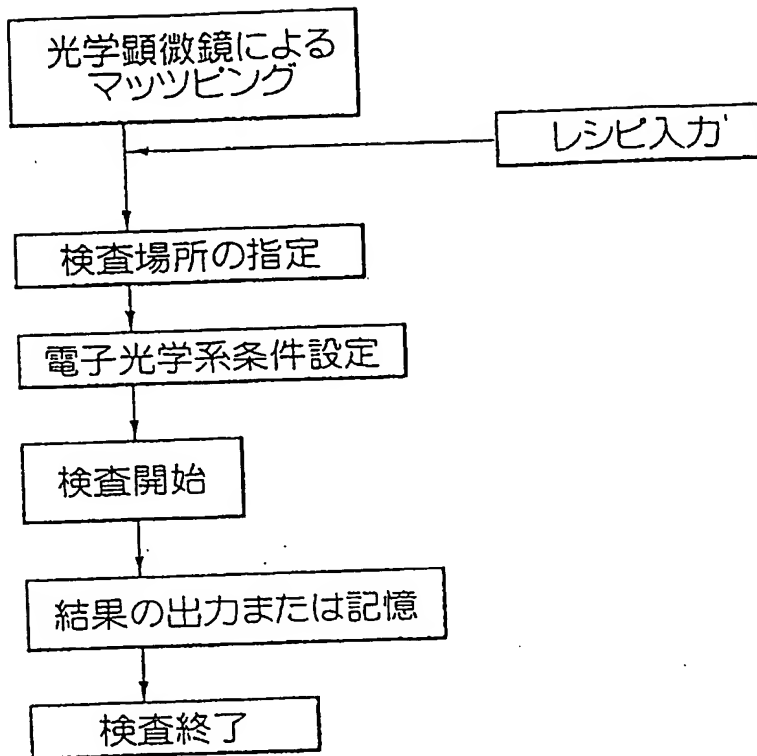 光学顕微鏡による
マッツピング
レシピ入力
検査場所の指定
電子光学系条件設定
検査開始
結果の出力または記憶
検査終了